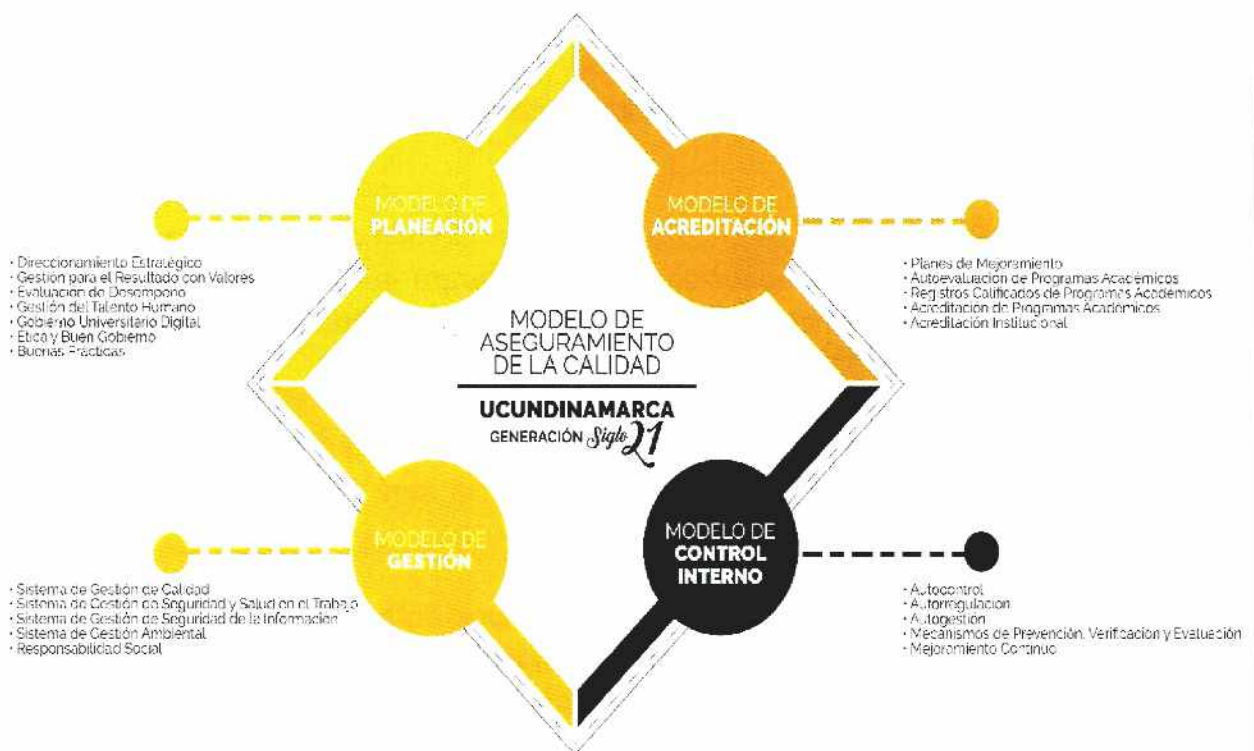 MODELO DE
PLANEACIÓN
• Direccionamiento Estratégico
• Gestión para el Resultado con Valores
• Evaluación de Desempeño
• Gestión del Talento Humano
• Gobierno Universitario Digital
• Ética y Buen Gobierno
• Buenas Prácticas
MODELO DE
ACREDITACIÓN
• Planes de Mejoramiento
• Autoevaluación de Programas Académicos
• Registros Calificados de Programas Académicos
• Acreditación de Programas Académicos
• Acreditación Institucional
MODELO DE
ASEGURAMIENTO
DE LA CALIDAD
UCUNDINAMARCA
GENERACIÓN Siglo 21
MODELO DE
GESTIÓN
• Sistema de Gestión de Calidad
• Sistema de Gestión de Seguridad y Salud en el Trabajo
• Sistema de Gestión de Seguridad de la Información
• Sistema de Gestión Ambiental
• Responsabilidad Social
MODELO DE
CONTROL
INTERNO
• Autocontrol
• Autorregulación
• Autogestión
• Mecanismos de Prevención, Verificación y Evaluación
• Mejoramiento Continuo